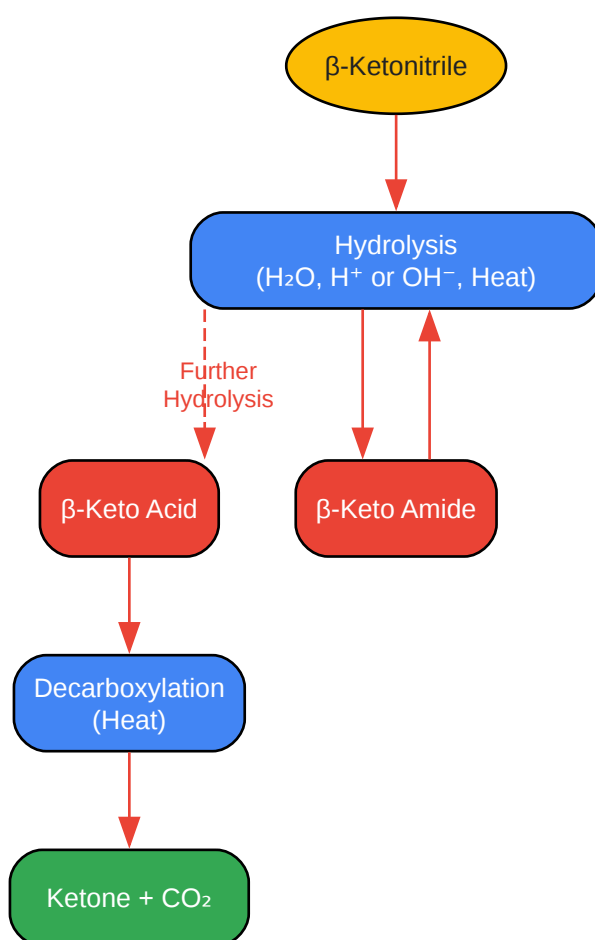 β-Ketonitrile
Hydrolysis
(H₂O, H⁺ or OH⁻, Heat)
Further
Hydrolysis
β-Keto Acid
β-Keto Amide
Decarboxylation
(Heat)
Ketone + CO₂